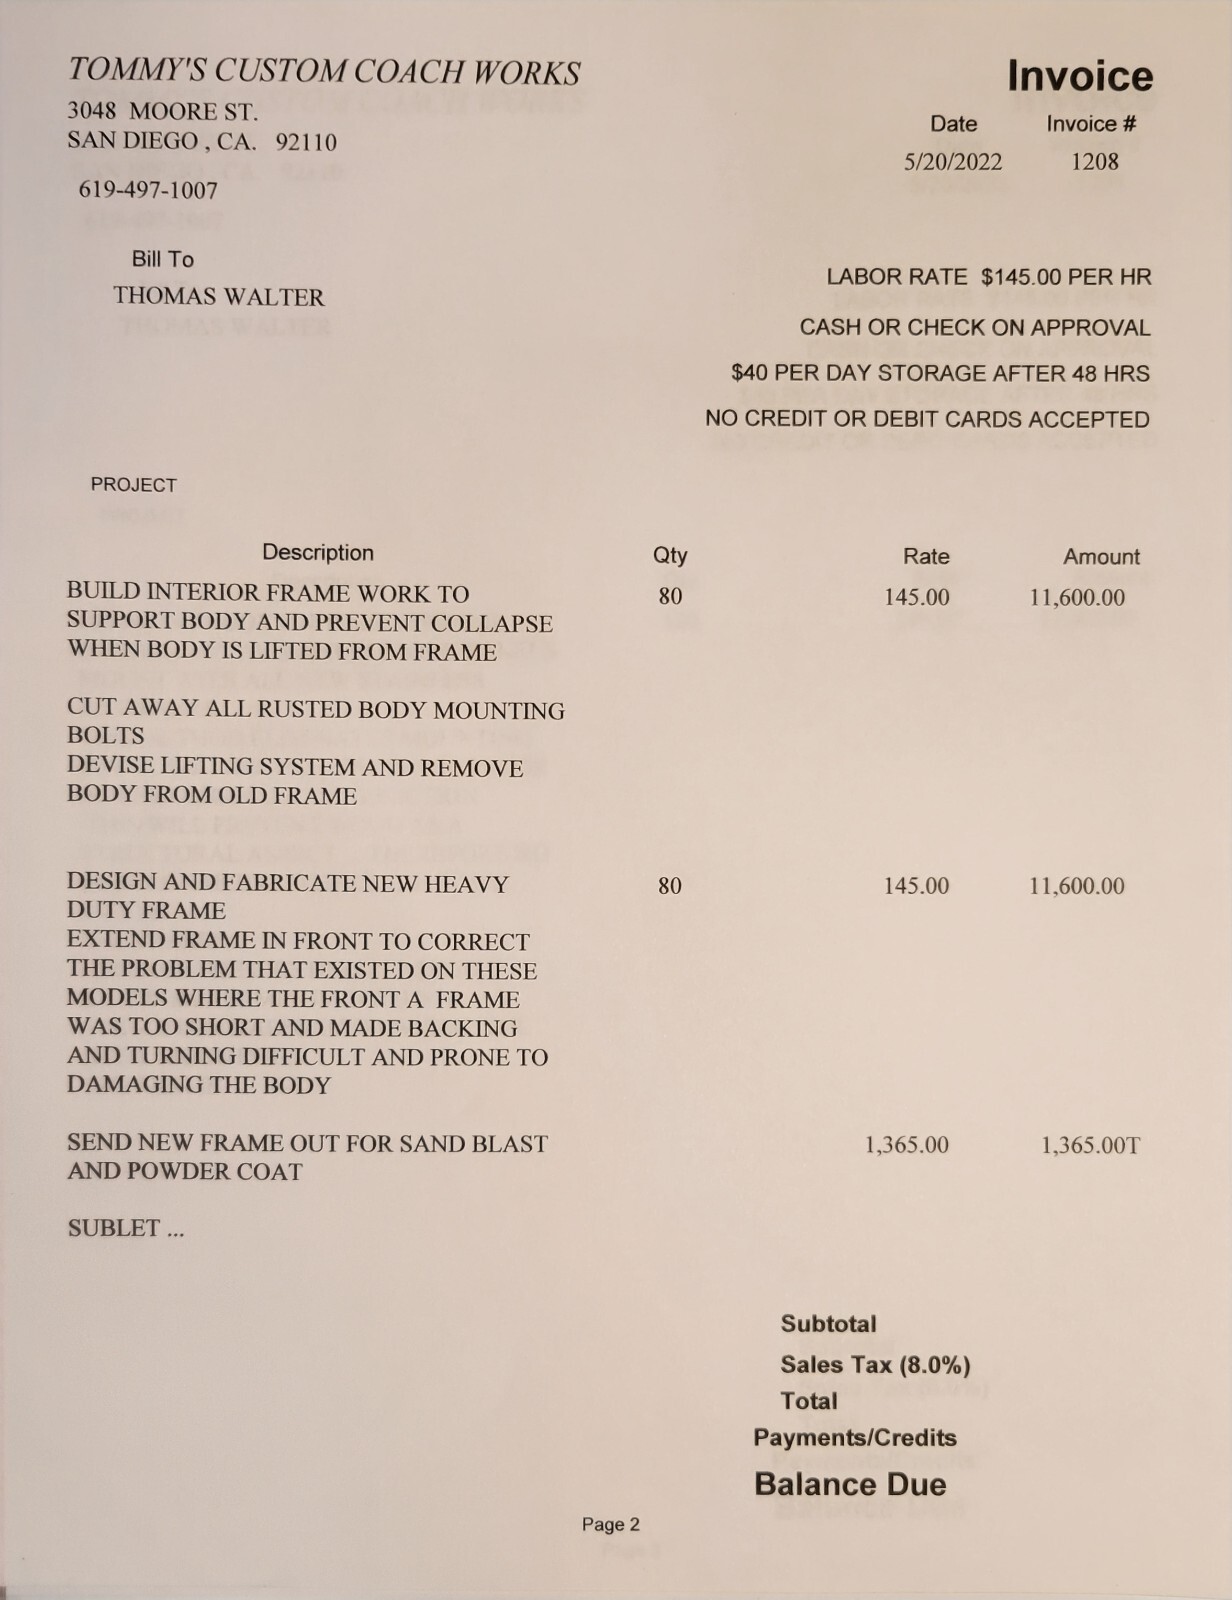 TOMMY'S CUSTOM COACH WORKS
3048 MOORE ST.
SAN DIEGO , CA. 92110
619-497-1007
Invoice
Date Invoice #
5/20/2022 1208
Bill To
THOMAS WALTER
LABOR RATE $145.00 PER HR
CASH OR CHECK ON APPROVAL
$40 PER DAY STORAGE AFTER 48 HRS
NO CREDIT OR DEBIT CARDS ACCEPTED
PROJECT
Description Qty Rate Amount
BUILD INTERIOR FRAME WORK TO 80 145.00 11,600.00
SUPPORT BODY AND PREVENT COLLAPSE
WHEN BODY IS LIFTED FROM FRAME
CUT AWAY ALL RUSTED BODY MOUNTING
BOLTS
DEVISE LIFTING SYSTEM AND REMOVE
BODY FROM OLD FRAME
DESIGN AND FABRICATE NEW HEAVY 80 145.00 11,600.00
DUTY FRAME
EXTEND FRAME IN FRONT TO CORRECT
THE PROBLEM THAT EXISTED ON THESE
MODELS WHERE THE FRONT A FRAME
WAS TOO SHORT AND MADE BACKING
AND TURNING DIFFICULT AND PRONE TO
DAMAGING THE BODY
SEND NEW FRAME OUT FOR SAND BLAST 1,365.00 1,365.00T
AND POWDER COAT
SUBLET ...
Subtotal
Sales Tax (8.0%)
Total
Payments/Credits
Balance Due
Page 2